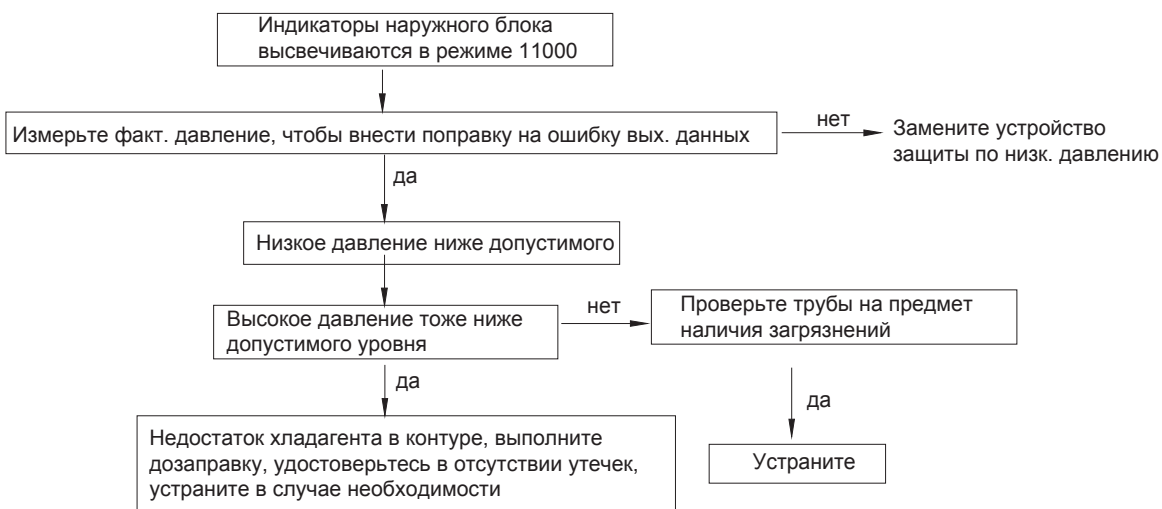 Индикаторы наружного блока
высвечиваются в режиме 11000
Измерьте факт. давление, чтобы внести поправку на ошибку вых. данных
нет
Замените устройство
защиты по низк. давлению
да
Низкое давление ниже допустимого
Высокое давление тоже ниже
допустимого уровня
нет
Проверьте трубы на предмет
наличия загрязнений
да
да
Недостаток хладагента в контуре, выполните
дозаправку, удостоверьтесь в отсутствии утечек,
устраните в случае необходимости
Устраните